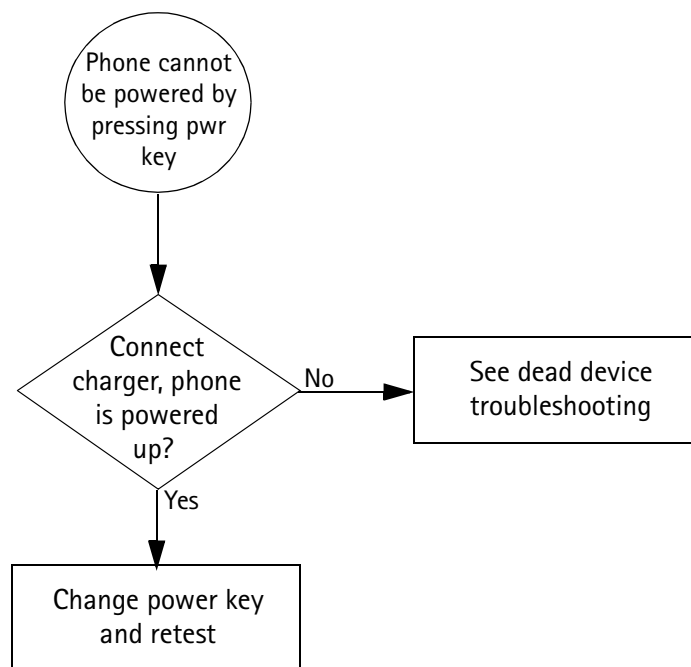 Phone cannot
be powered by
pressing pwr
key
Connect
charger, phone
is powered
up?
No
See dead device
troubleshooting
Yes
Change power key
and retest